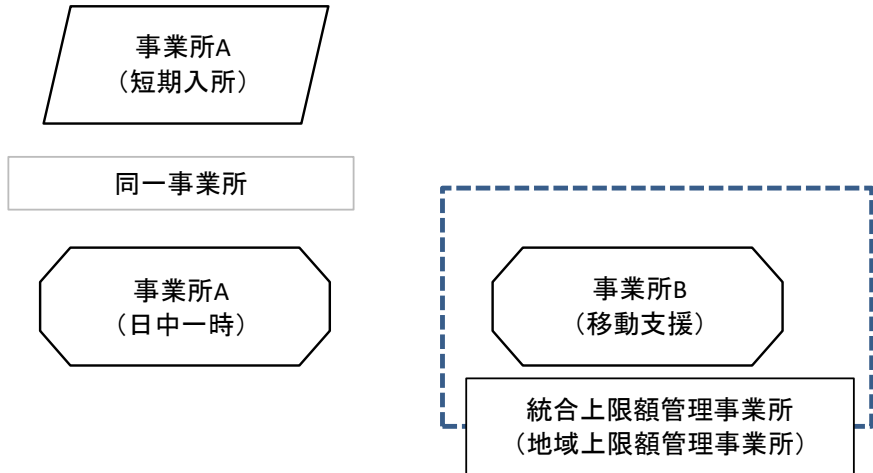 事業所A
（短期入所）
同一事業所
事業所A
（日中一時）
事業所B
（移動支援）
統合上限額管理事業所
（地域上限額管理事業所）